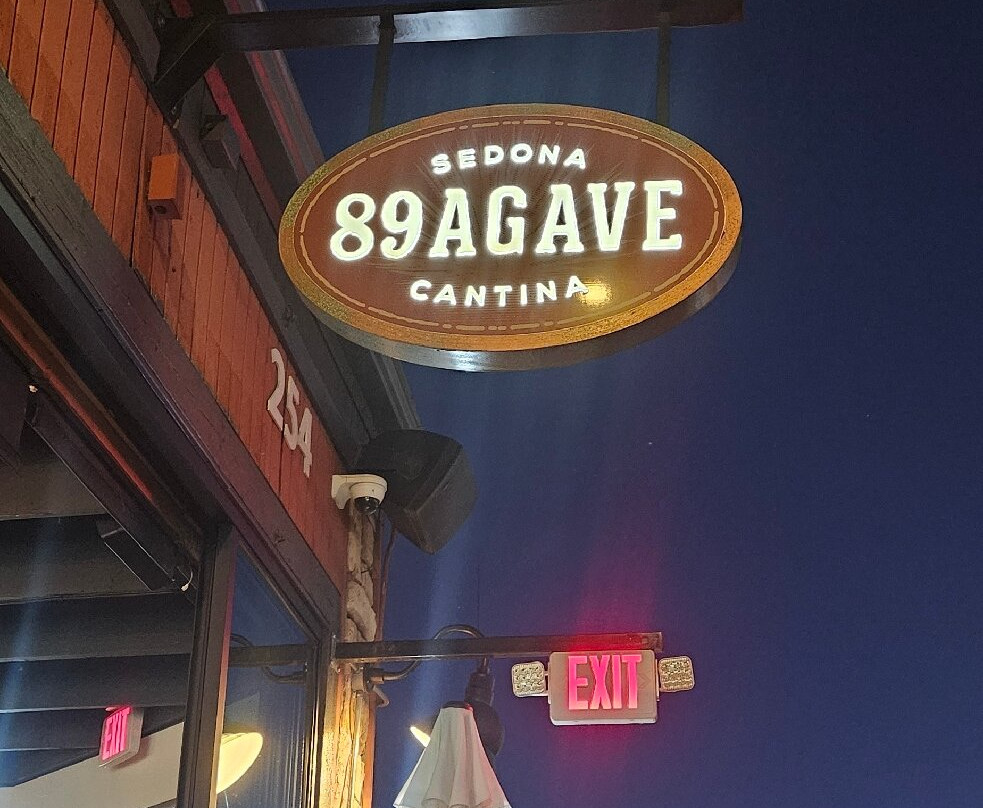 SEDONA
89AGAVE
CANTINA
254
EXIT
EXIT